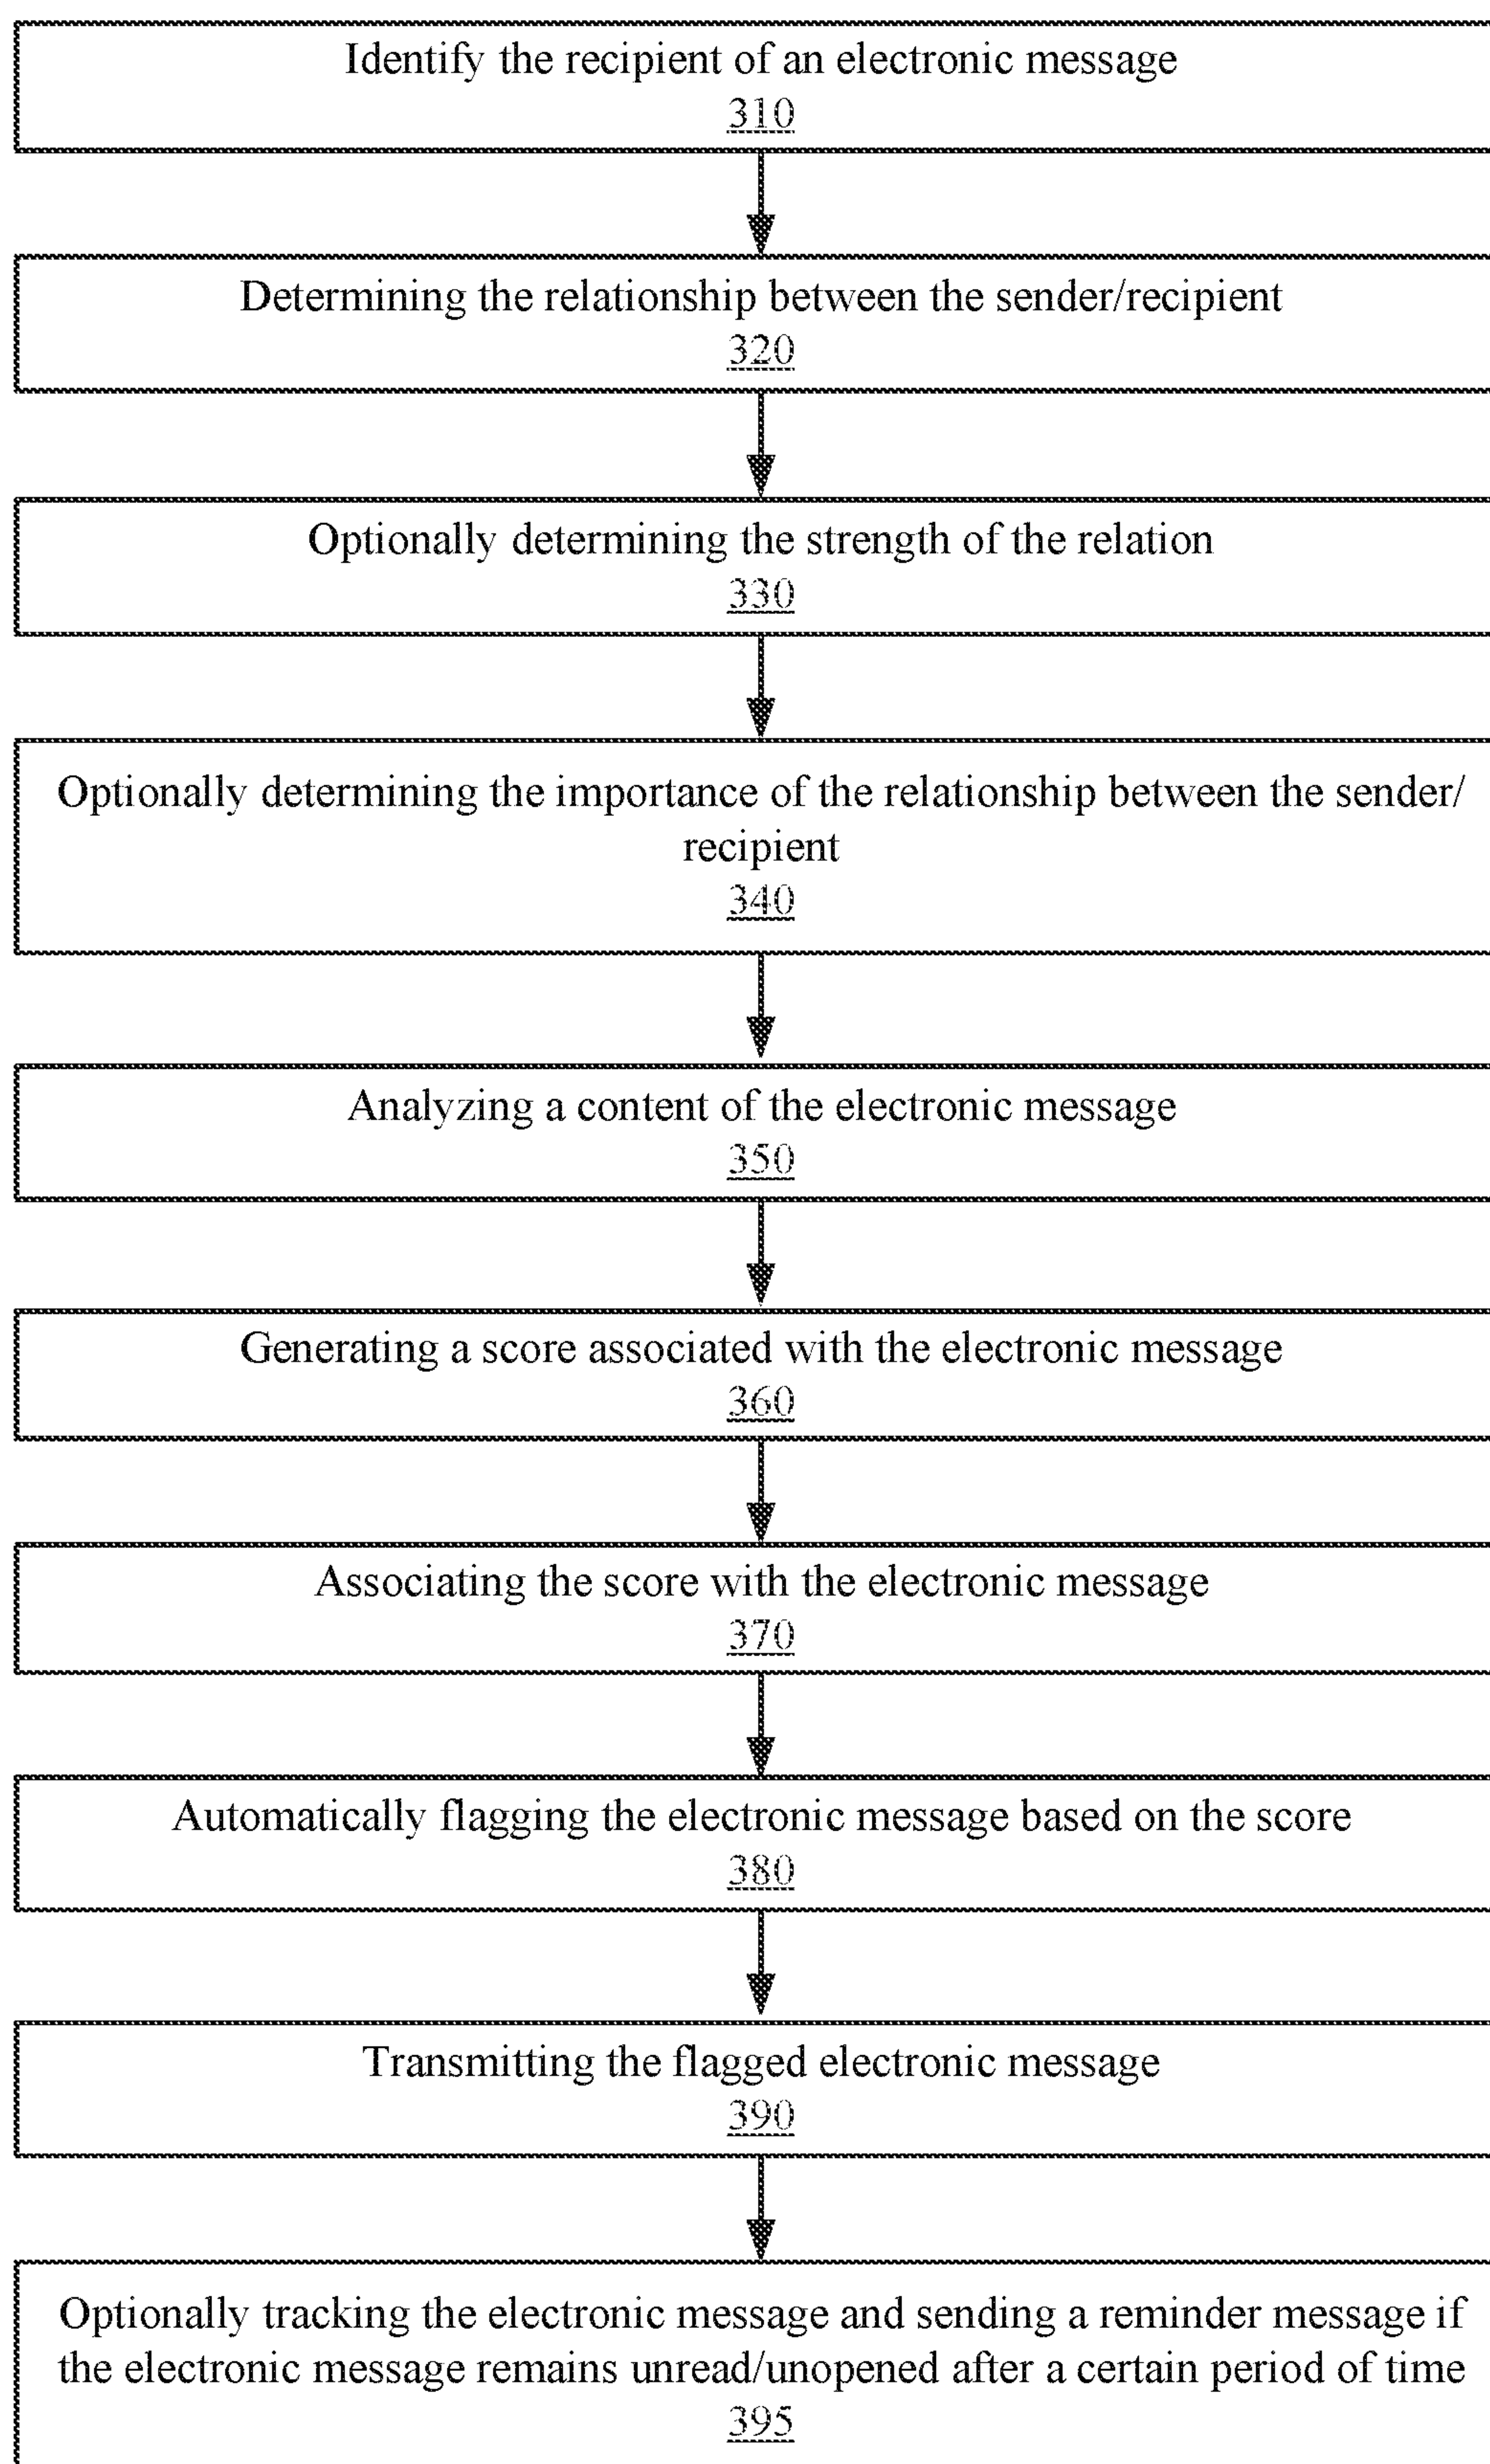 Identify the recipient of an electronic message
310
Determining the relationship between the sender/recipient
320
Optionally determining the strength of the relation
330
Optionally determining the importance of the relationship between the sender/
recipient
340
Analyzing a content of the electronic message
350
Generating a score associated with the electronic message
360
Associating the score with the electronic message
370
Automatically flagging the electronic message based on the score
380
Transmitting the flagged electronic message
390
Optionally tracking the electronic message and sending a reminder message if
the electronic message remains unread/unopened after a certain period of time
395